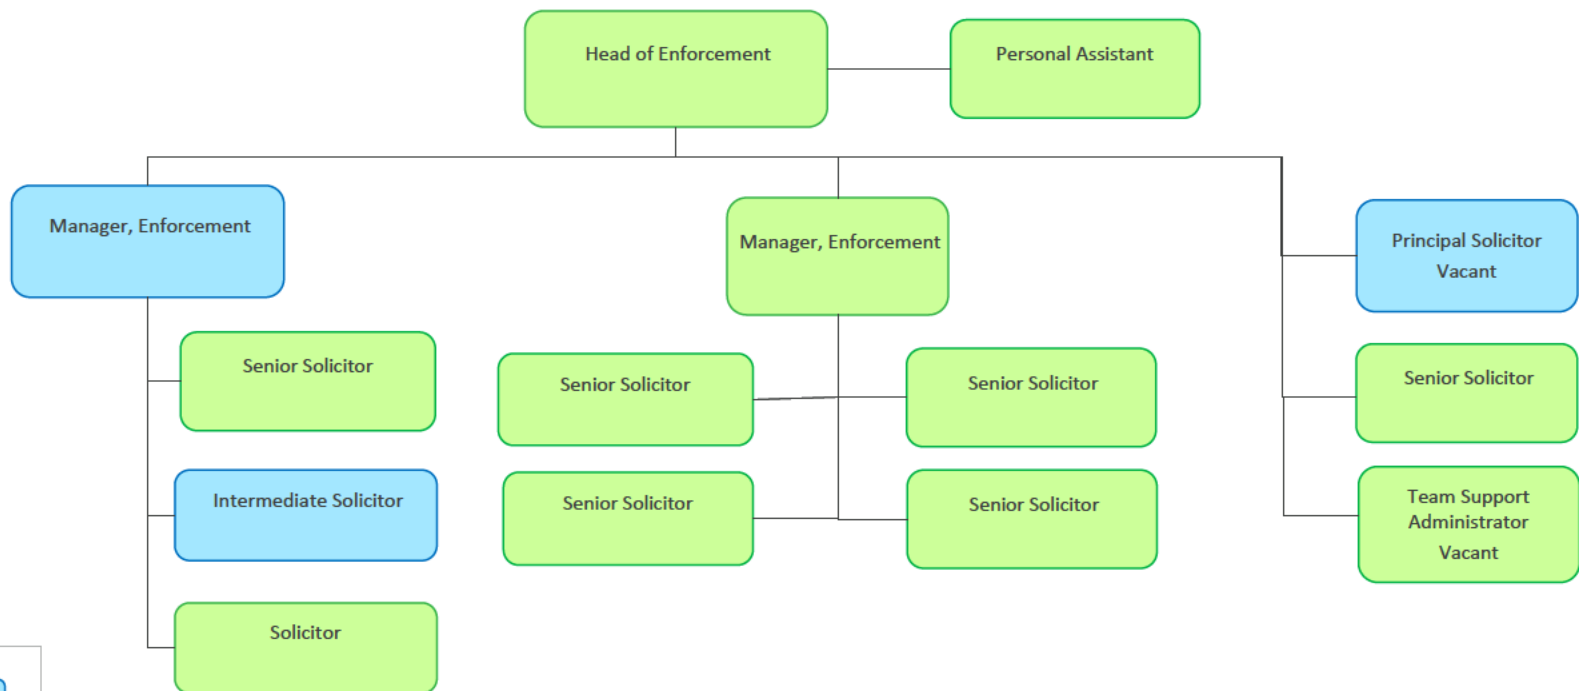 Head of Enforcement
Personal Assistant
Manager, Enforcement
Manager, Enforcement
Principal Solicitor
Vacant
Senior Solicitor
Senior Solicitor
Senior Solicitor
Senior Solicitor
Intermediate Solicitor
Senior Solicitor
Senior Solicitor
Team Support
Administrator
Vacant
Solicitor